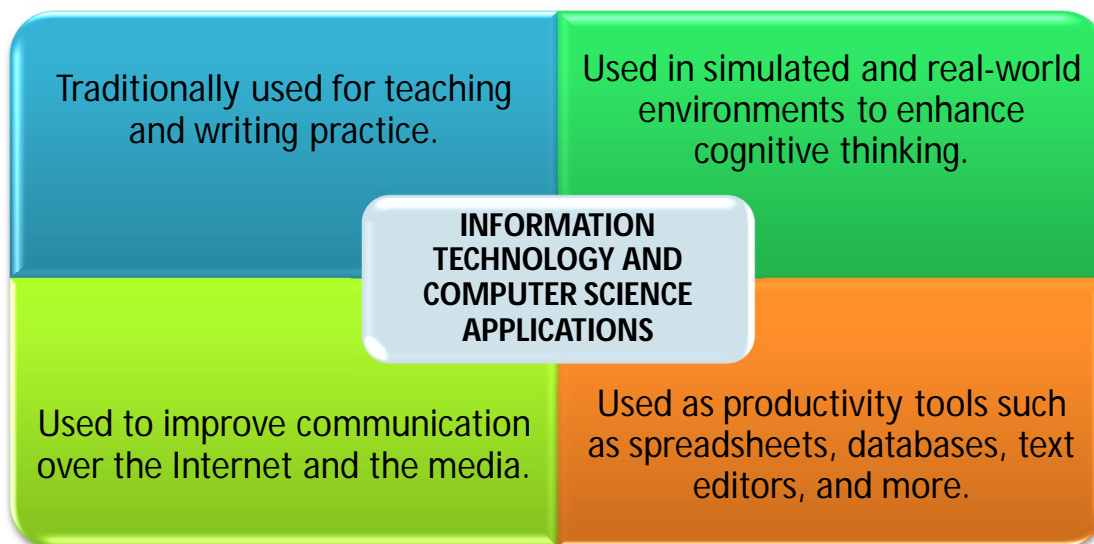 Traditionally used for teaching
and writing practice.
Used in simulated and real-world
environments to enhance
cognitive thinking.
INFORMATION
TECHNOLOGY AND
COMPUTER SCIENCE
APPLICATIONS
Used to improve communication
over the Internet and the media.
Used as productivity tools such
as spreadsheets, databases, text
editors, and more.